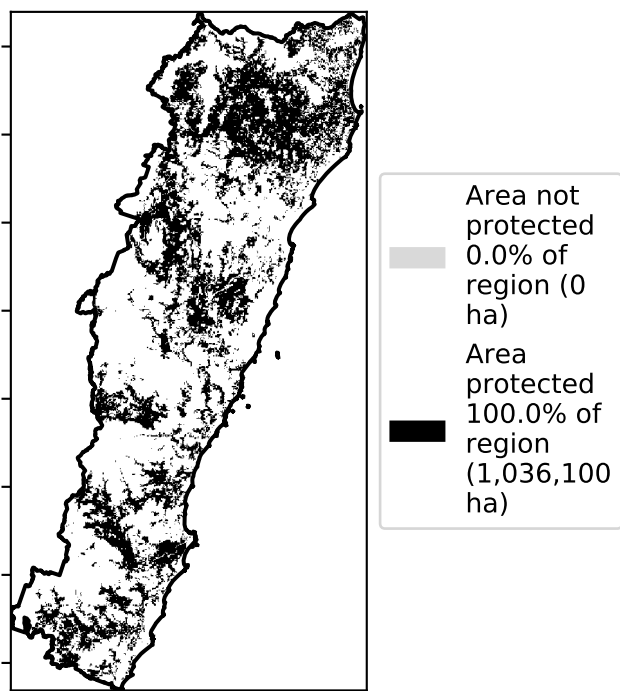 Area not
protected
0.0% of
region (0
ha)
Area
protected
100.0% of
region
(1,036,100
ha)